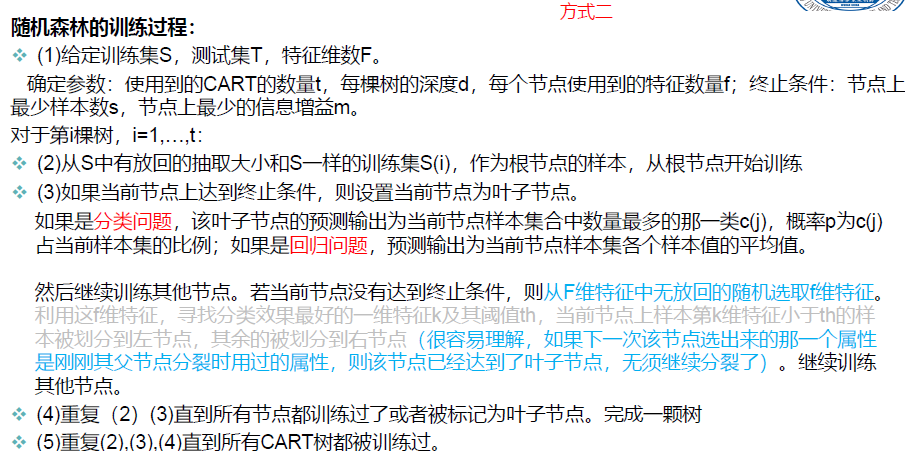 方式二
随机森林的训练过程：
(1)给定训练集S，测试集T，特征维数F。
确定参数：使用到的CART的数量t，每棵树的深度d，每个节点使用到的特征数量f；终止条件：节点上
最少样本数s，节点上最少的信息增益m。
对于第i棵树，i=1,…,t：
(2)从S中有放回的抽取大小和S一样的训练集S(i)，作为根节点的样本，从根节点开始训练
(3)如果当前节点上达到终止条件，则设置当前节点为叶子节点。
如果是分类问题，该叶子节点的预测输出为当前节点样本集合中数量最多的那一类c(j)，概率p为c(j)
占当前样本集的比例；如果是回归问题，预测输出为当前节点样本集各个样本值的平均值。
然后继续训练其他节点。若当前节点没有达到终止条件，则从F维特征中无放回的随机选取f维特征。
利用这f维特征，寻找分类效果最好的一维特征k及其阈值th，当前节点上样本第k维特征小于th的样
本被划分到左节点，其余的被划分到右节点（很容易理解，如果下一次该节点选出来的那一个属性
是刚刚其父节点分裂时用过的属性，则该节点已经达到了叶子节点，无须继续分裂了）。继续训练
其他节点。
(4)重复（2）(3)直到所有节点都训练过了或者被标记为叶子节点。完成一颗树
(5)重复(2),(3),(4)直到所有CART树都被训练过。